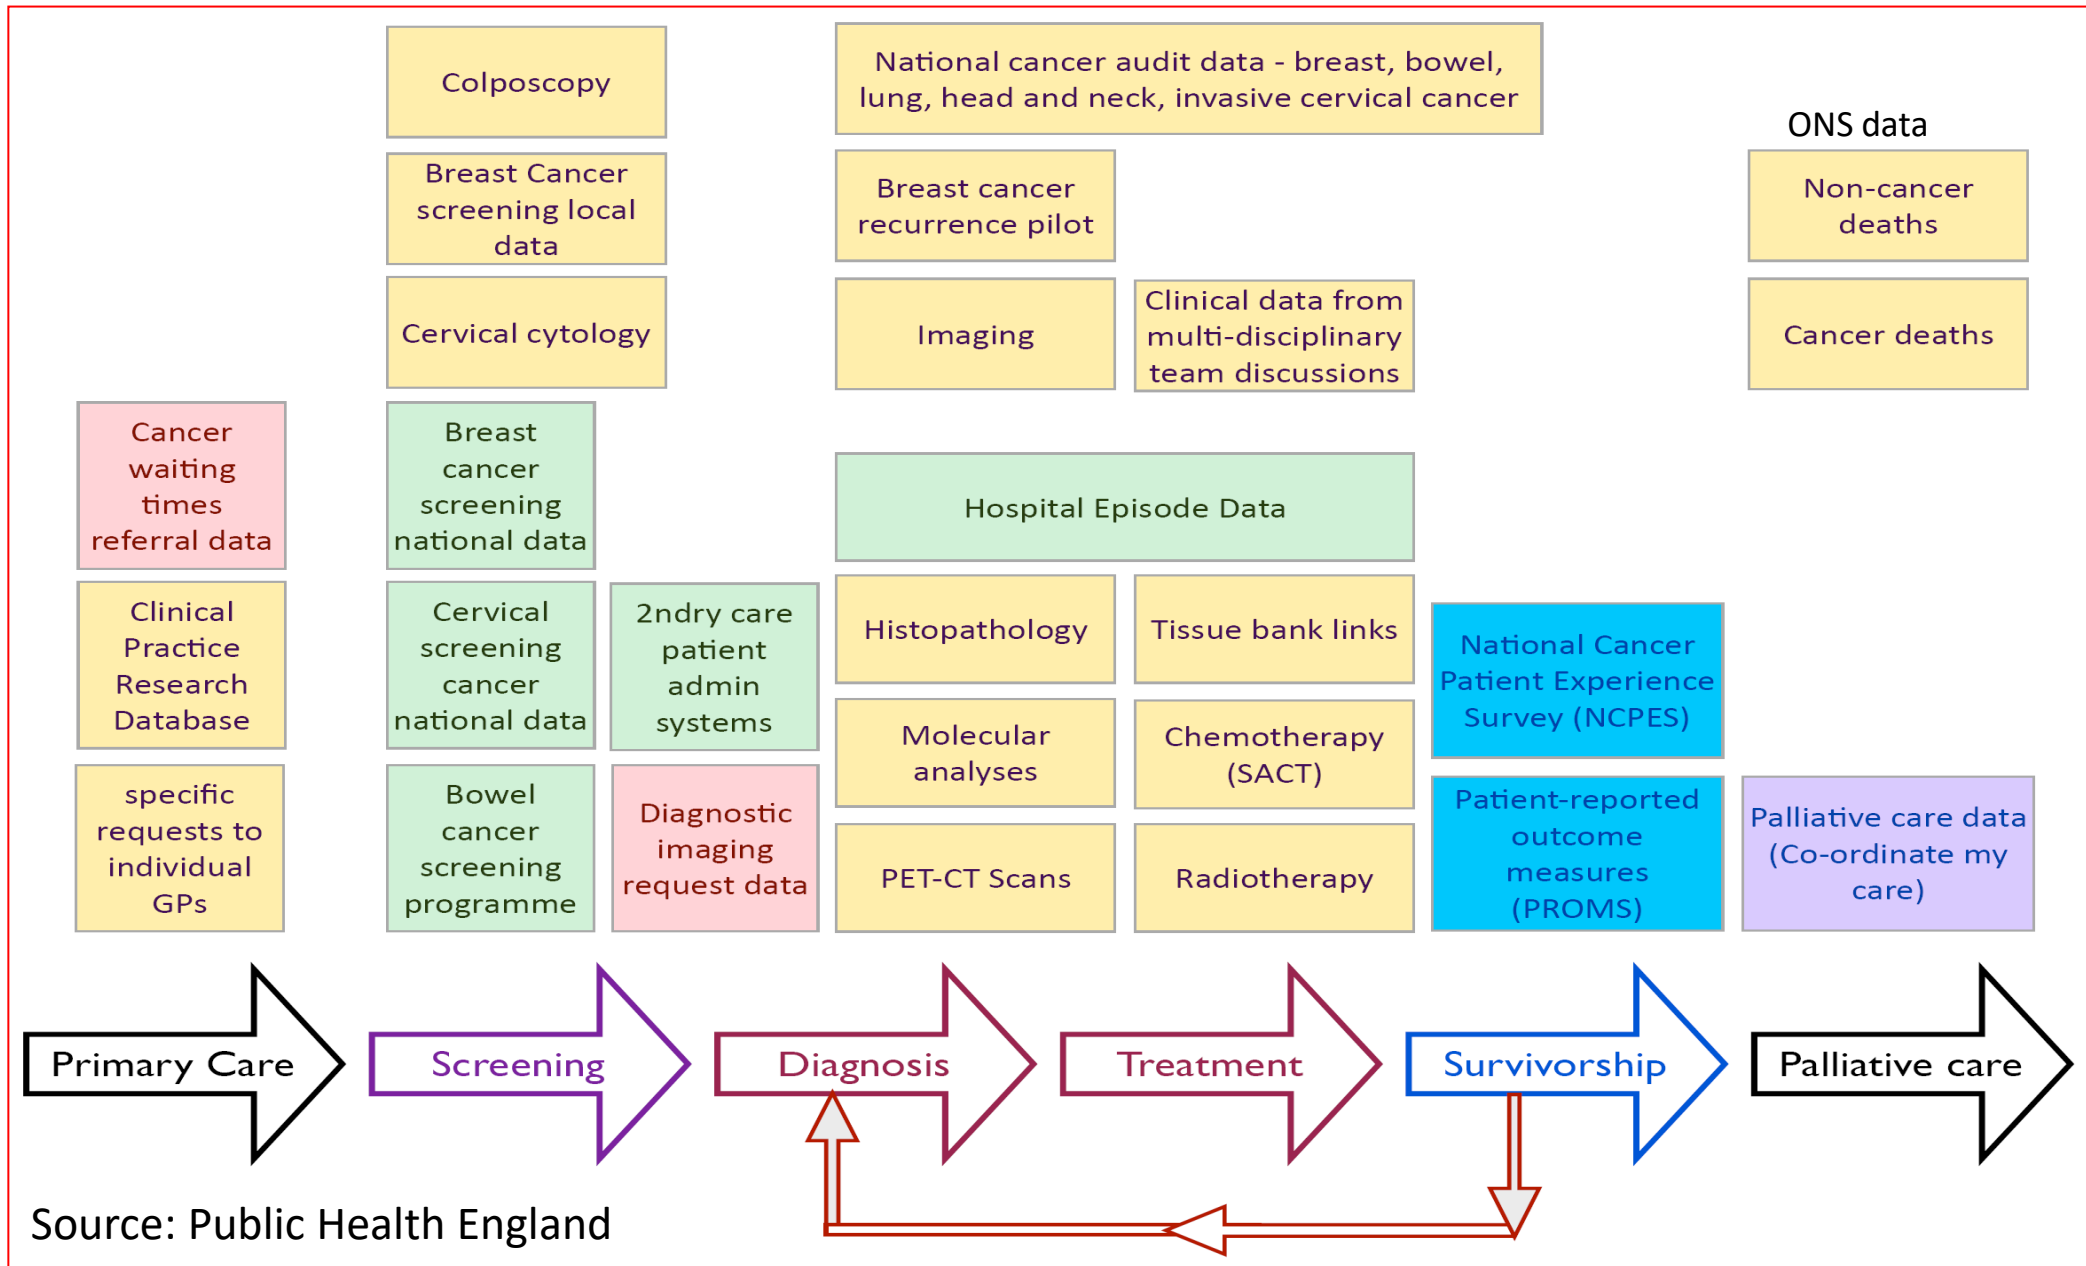 Colposcopy
National cancer audit data - breast, bowel,
lung, head and neck, invasive cervical cancer
ONS data
Breast Cancer
screening local
data
Breast cancer
recurrence pilot
Non-cancer
deaths
Cervical cytology
Imaging
Clinical data from
multi-disciplinary
team discussions
Cancer deaths
Cancer
waiting
times
referral data
Breast
cancer
screening
national data
Hospital Episode Data
Clinical
Practice
Research
Database
Cervical
screening
cancer
national data
2ndry care
patient
admin
systems
Histopathology
Tissue bank links
National Cancer
Patient Experience
Survey (NCPES)
Molecular
analyses
Chemotherapy
(SACT)
specific
requests to
individual
GPs
Bowel
cancer
screening
programme
Diagnostic
imaging
request data
PET-CT Scans
Radiotherapy
Patient-reported
outcome
measures
(PROMS)
Palliative care data
(Co-ordinate my
care)
Primary Care
Screening
Diagnosis
Treatment
Survivorship
Palliative care
Source: Public Health England